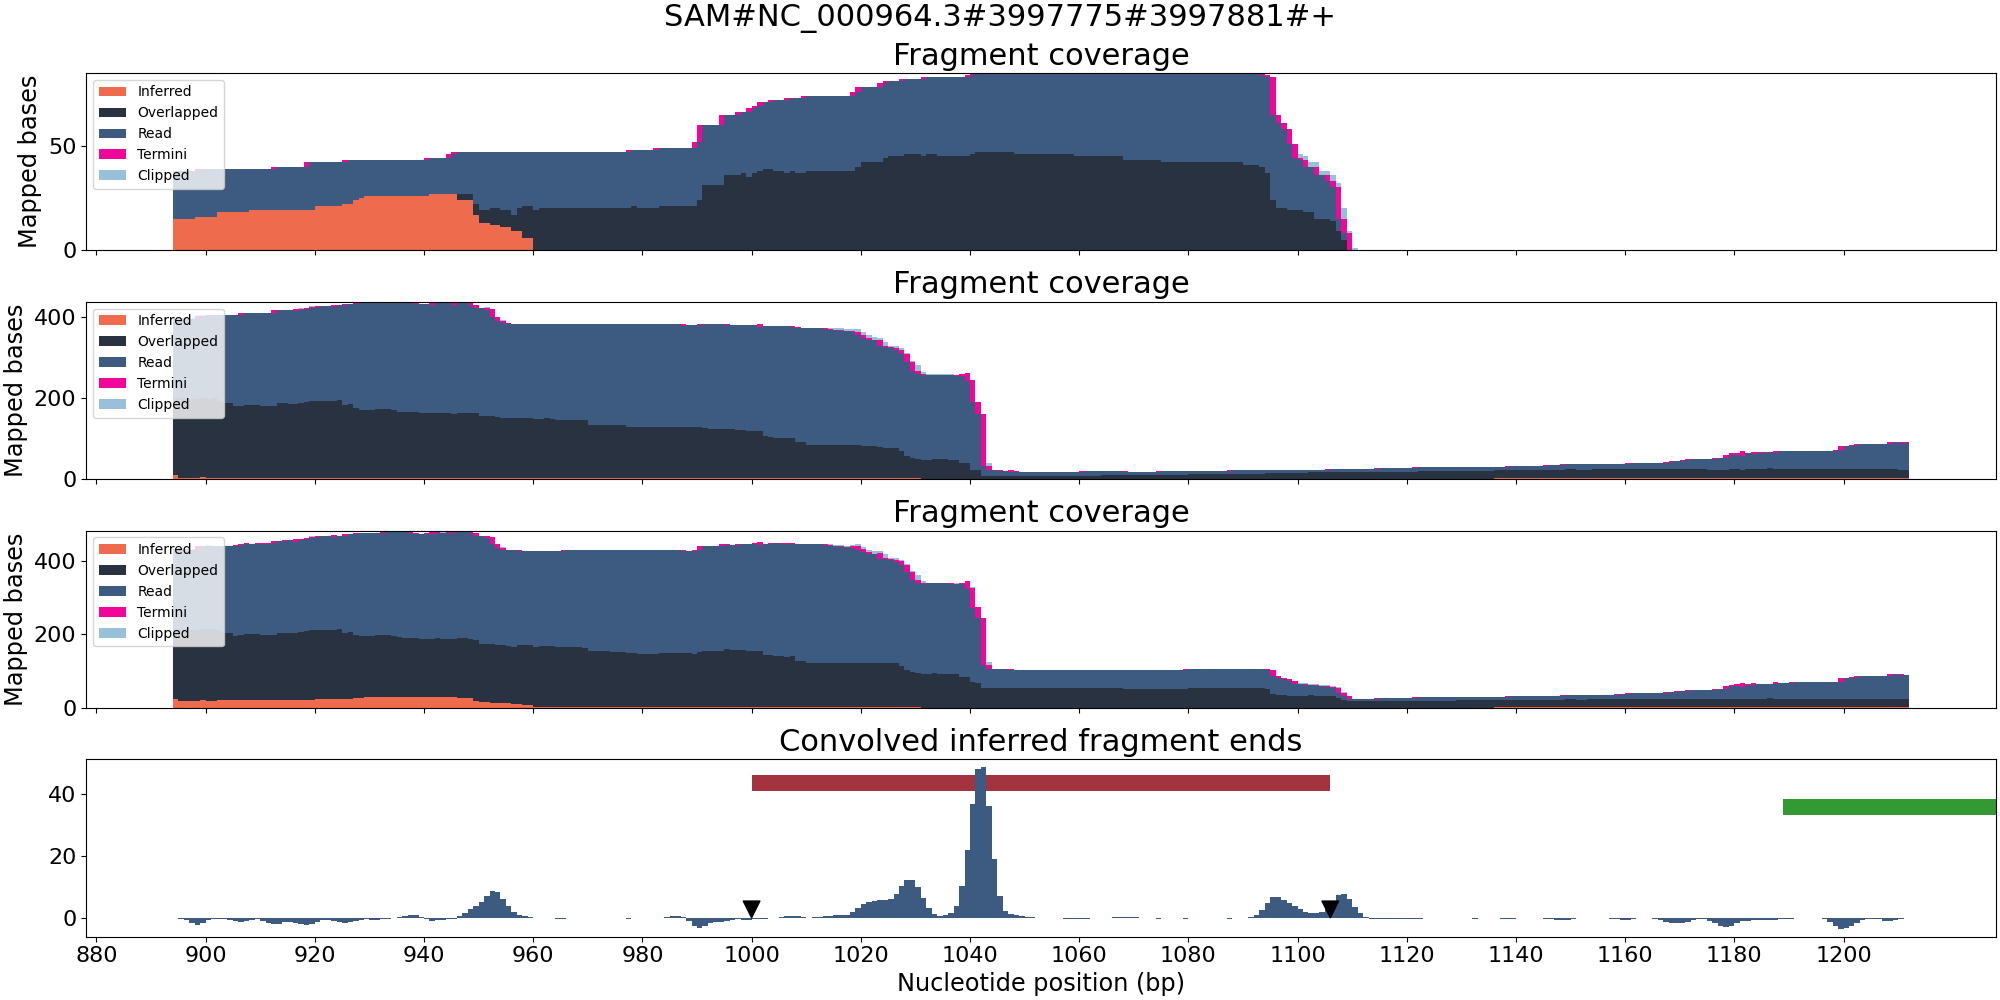 SAM#NC_000964.3#3997775#3997881#+
Fragment coverage
Mapped bases
50
0
Inferred
Overlapped
Read
Termini
Clipped
Fragment coverage
Mapped bases
400
200
0
Inferred
Overlapped
Read
Termini
Clipped
Fragment coverage
Mapped bases
400
200
0
Inferred
Overlapped
Read
Termini
Clipped
Convolved inferred fragment ends
40
20
0
880 900 920 940 960 980 1000 1020 1040 1060 1080 1100 1120 1140 1160 1180 1200
Nucleotide position (bp)